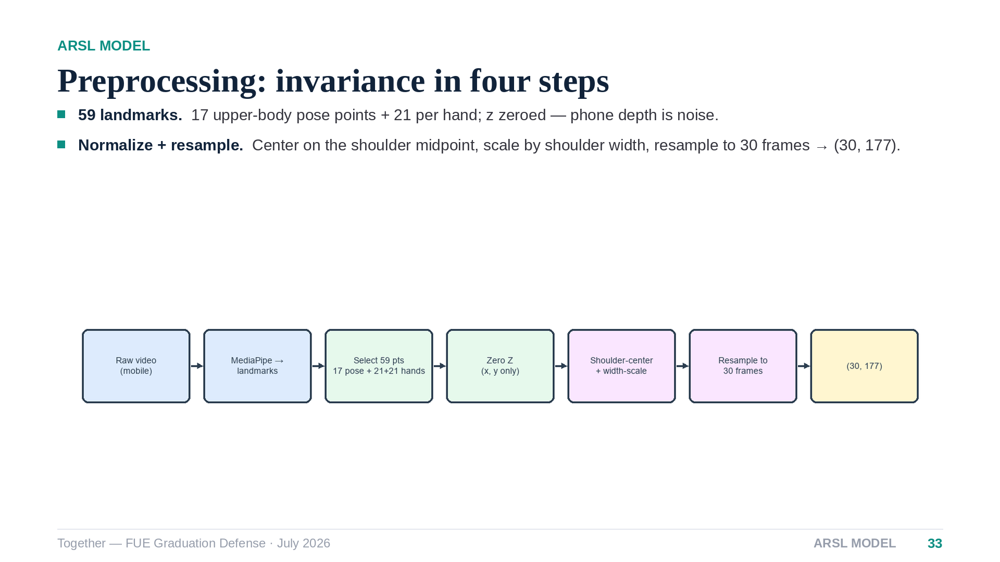 ARSL MODEL
Preprocessing: invariance in four steps
59 landmarks. 17 upper-body pose points + 21 per hand; z zeroed — phone depth is noise.
Normalize + resample. Center on the shoulder midpoint, scale by shoulder width, resample to 30 frames → (30, 177).
Raw video
(mobile)
MediaPipe →
landmarks
Select 59 pts
17 pose + 21+21 hands
Zero Z
(x, y only)
Shoulder-center
+ width-scale
Resample to
30 frames
(30, 177)
Together — FUE Graduation Defense · July 2026
ARSL MODEL
33